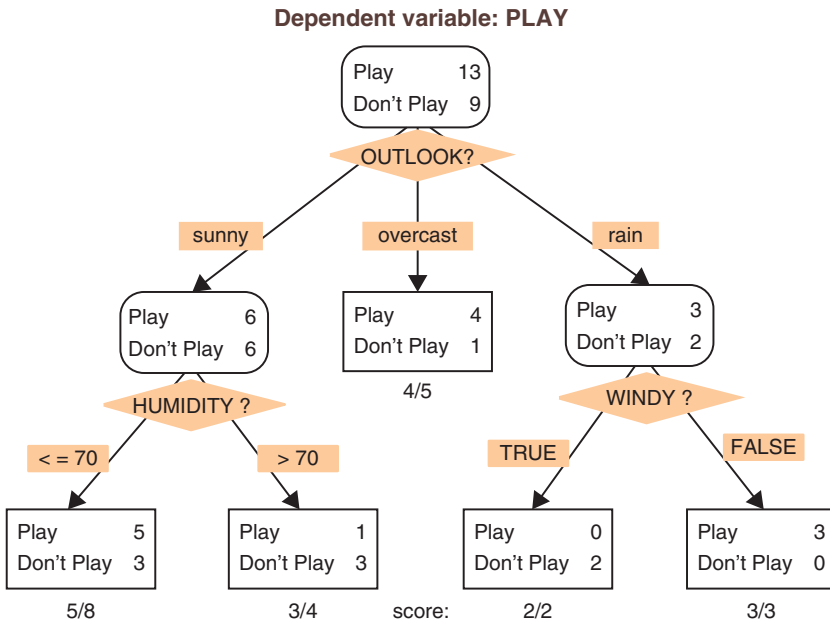 Dependent variable: PLAY
Play 13
Don't Play 9
OUTLOOK?
sunny
overcast
rain
Play 6
Don't Play 6
Play 4
Don't Play 1
4/5
Play 3
Don't Play 2
HUMIDITY ?
WINDY ?
< = 70
> 70
TRUE
FALSE
Play 5
Don't Play 3
Play 1
Don't Play 3
Play 0
Don't Play 2
Play 3
Don't Play 0
5/8
3/4
score:
2/2
3/3